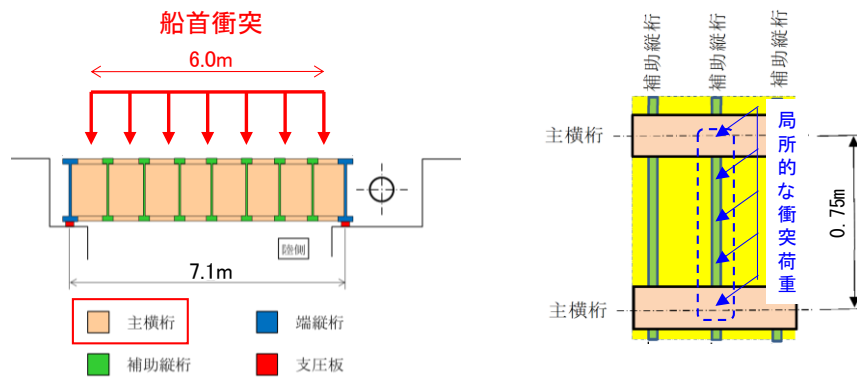 船首衝突
6.0m
陸側
7.1m
主横桁
端縦桁
補助縦桁
支圧板
補助縦桁
補助縦桁
補助縦桁
主横桁
局所的な衝突荷重
0.75m
主横桁